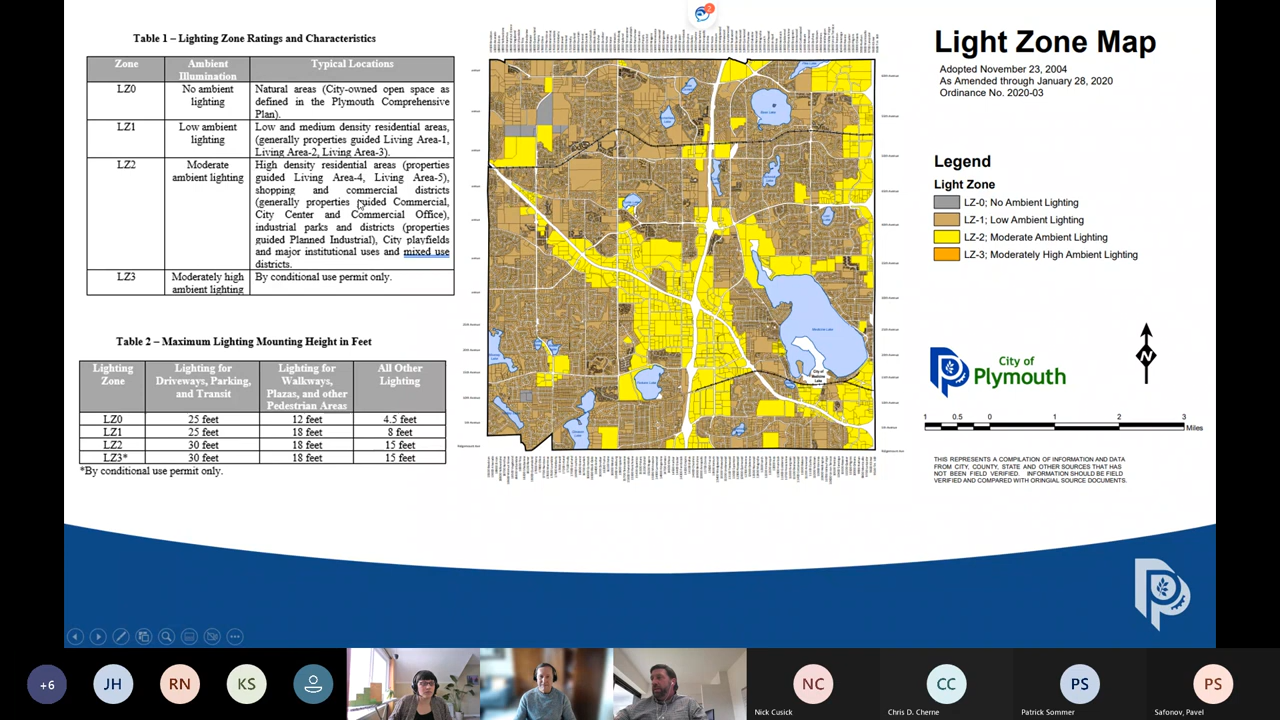 2
Table 1 – Lighting Zone Ratings and Characteristics
Zone
Ambient
Illumination
Typical Locations
LZ0
No ambient
lighting
Natural areas (City-owned open space as
defined in the Plymouth Comprehensive
Plan).
LZ1
Low ambient
lighting
Low and medium density residential areas,
(generally properties guided Living Area-1,
Living Area-2, Living Area-3).
LZ2
Moderate
ambient lighting
High density residential areas (properties
guided Living Area-4, Living Area-5),
shopping and commercial districts
(generally properties guided Commercial,
City Center and Commercial Office),
industrial parks and districts (properties
guided Planned Industrial), City playfields
and major institutional uses and mixed use
districts.
LZ3
Moderately high
ambient lighting
By conditional use permit only.
Table 2 – Maximum Lighting Mounting Height in Feet
Lighting
Zone
Lighting for
Driveways, Parking,
and Transit
Lighting for
Walkways,
Plazas, and other
Pedestrian Areas
All Other
Lighting
LZ0 25 feet 12 feet 4.5 feet
LZ1 25 feet 18 feet 8 feet
LZ2 30 feet 18 feet 15 feet
LZ3* 30 feet 18 feet 15 feet
*By conditional use permit only.
Medicine Lake
City of
Medicine
Lake
Light Zone Map
Adopted November 23, 2004
As Amended through January 28, 2020
Ordinance No. 2020-03
Legend
Light Zone
LZ-0; No Ambient Lighting
LZ-1; Low Ambient Lighting
LZ-2; Moderate Ambient Lighting
LZ-3; Moderately High Ambient Lighting
City of
Plymouth
N
1 0.5 0 1 2 3
Miles
THIS REPRESENTS A COMPILATION OF INFORMATION AND DATA
FROM CITY, COUNTY, STATE AND OTHER SOURCES THAT HAS
NOT BEEN FIELD VERIFIED. INFORMATION SHOULD BE FIELD
VERIFIED AND COMPARED WITH ORINGIAL SOURCE DOCUMENTS.
+6
JH
RN
KS
NC
Nick Cusick
CC
Chris D. Cherne
PS
Patrick Sommer
PS
Safonov, Pavel